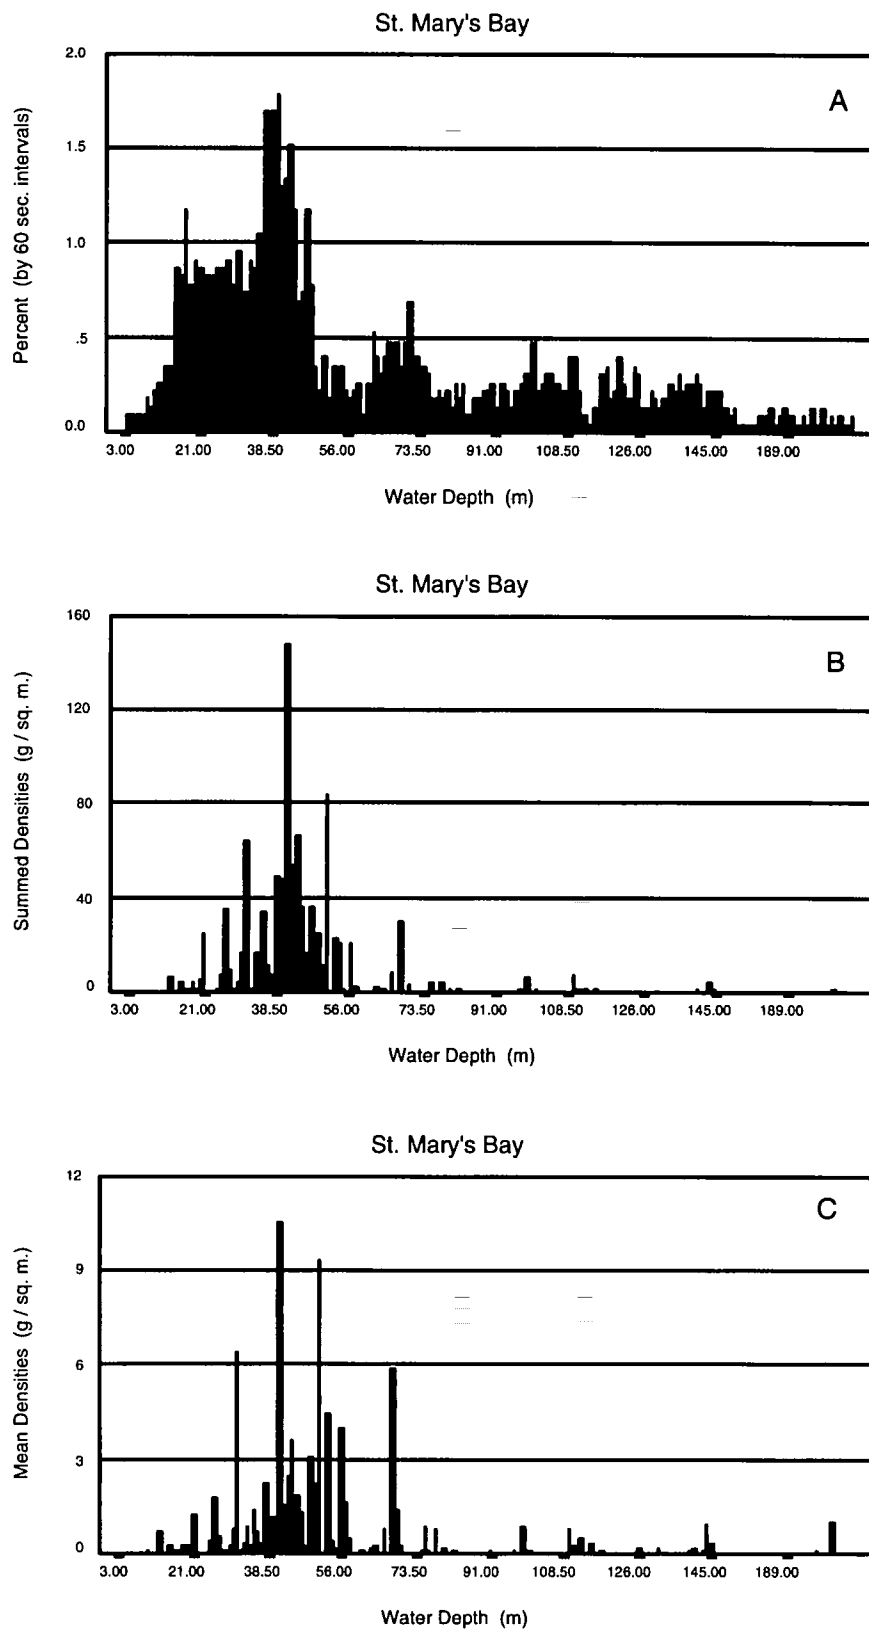 St. Mary's Bay
A
Percent (by 60 sec. intervals)
2.0
1.5
1.0
.5
0.0
3.00 21.00 38.50 56.00 73.50 91.00 108.50 126.00 145.00 189.00
Water Depth (m)
St. Mary's Bay
B
Summed Densities (g / sq. m.)
160
120
80
40
0
3.00 21.00 38.50 56.00 73.50 91.00 108.50 126.00 145.00 189.00
Water Depth (m)
St. Mary's Bay
C
Mean Densities (g / sq. m.)
12
9
6
3
0
3.00 21.00 38.50 56.00 73.50 91.00 108.50 126.00 145.00 189.00
Water Depth (m)